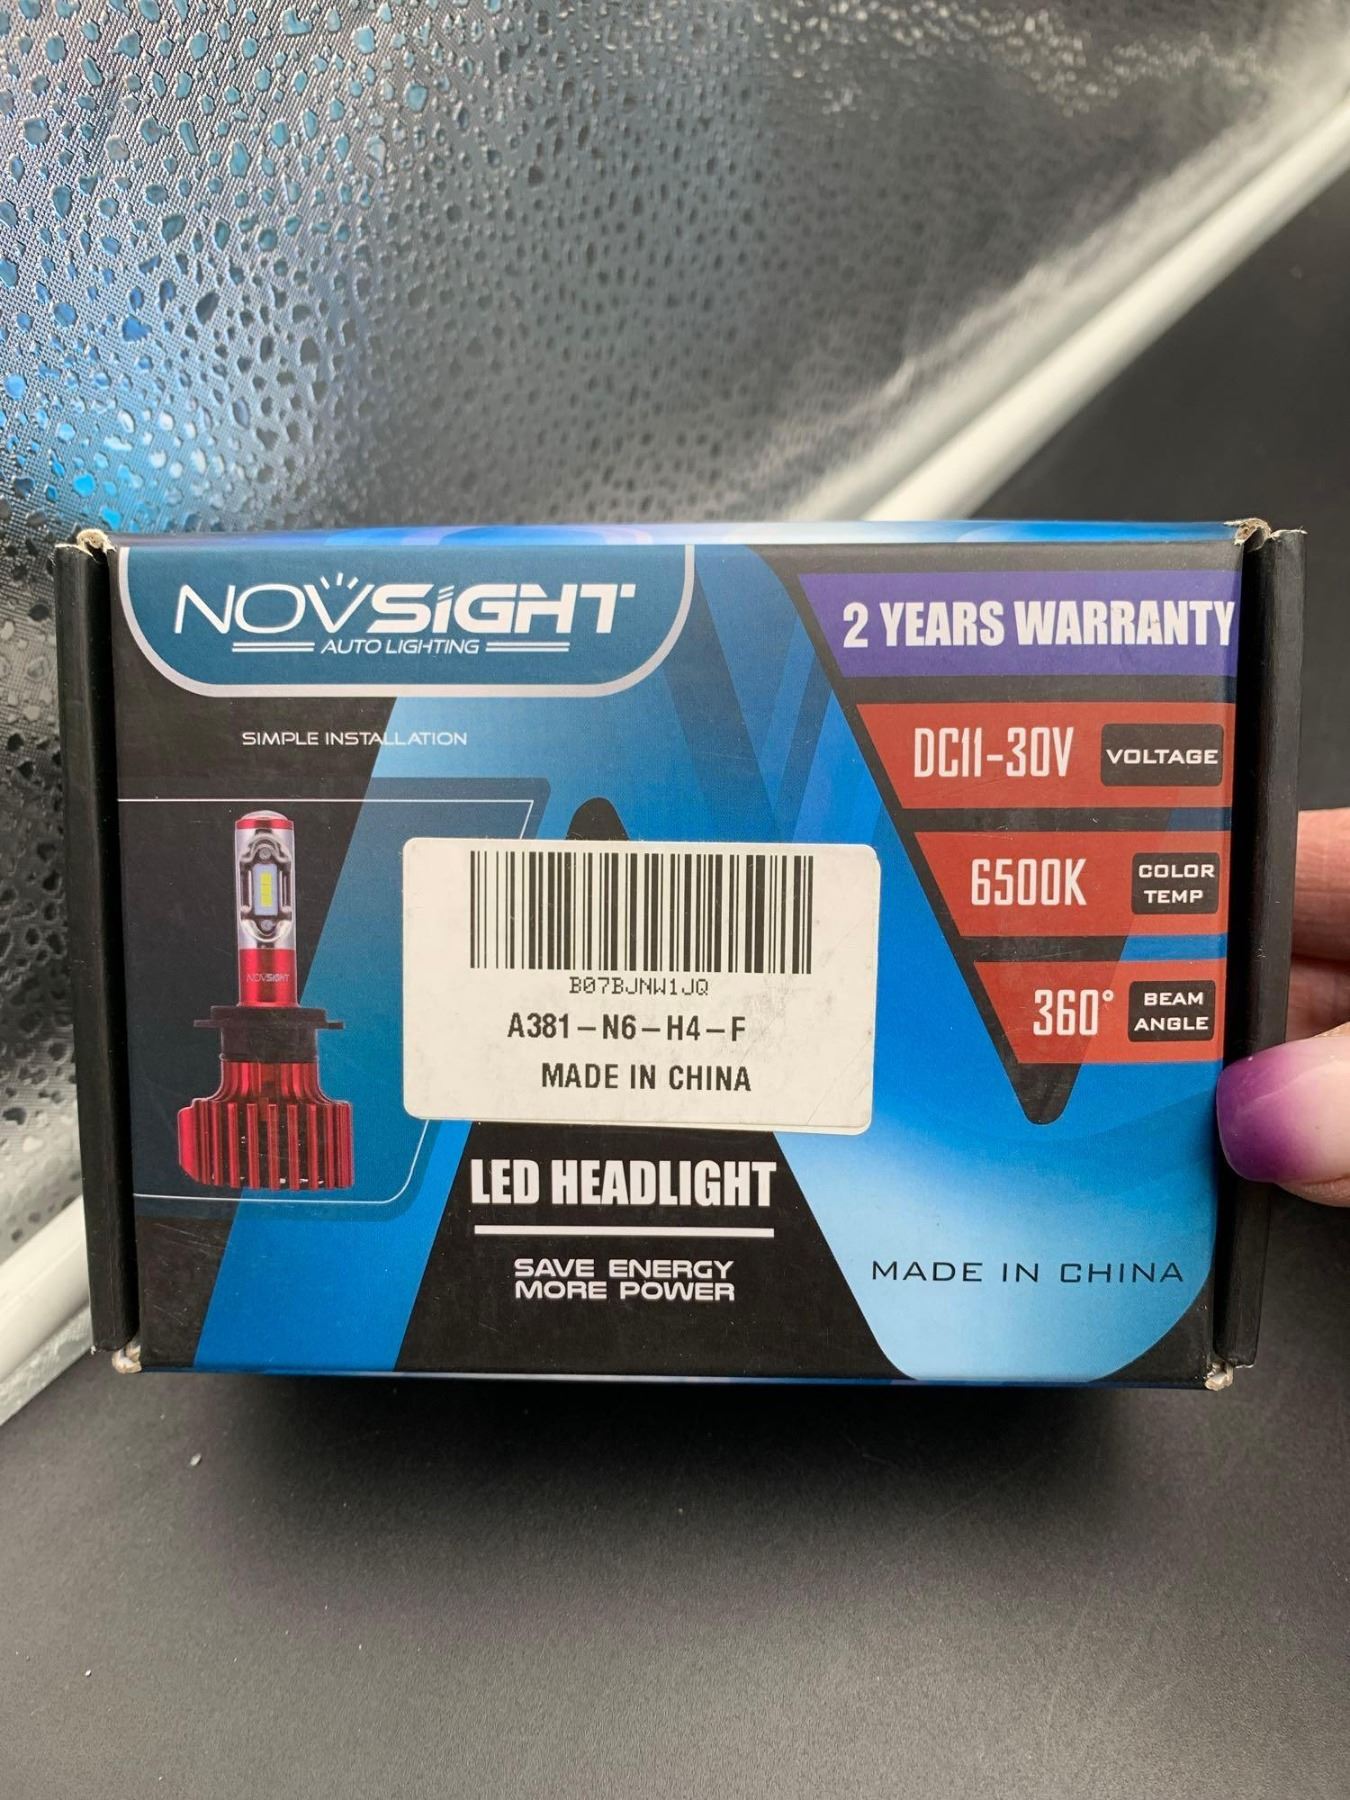 NOVSIGHT
AUTO LIGHTING
2 YEARS WARRANTY
SIMPLE INSTALLATION
DC11-30V VOLTAGE
6500K COLOR TEMP
360° BEAM ANGLE
NOVSIGHT
B07BJNW1JQ
A381-N6-H4-F
MADE IN CHINA
LED HEADLIGHT
SAVE ENERGY
MORE POWER
MADE IN CHINA